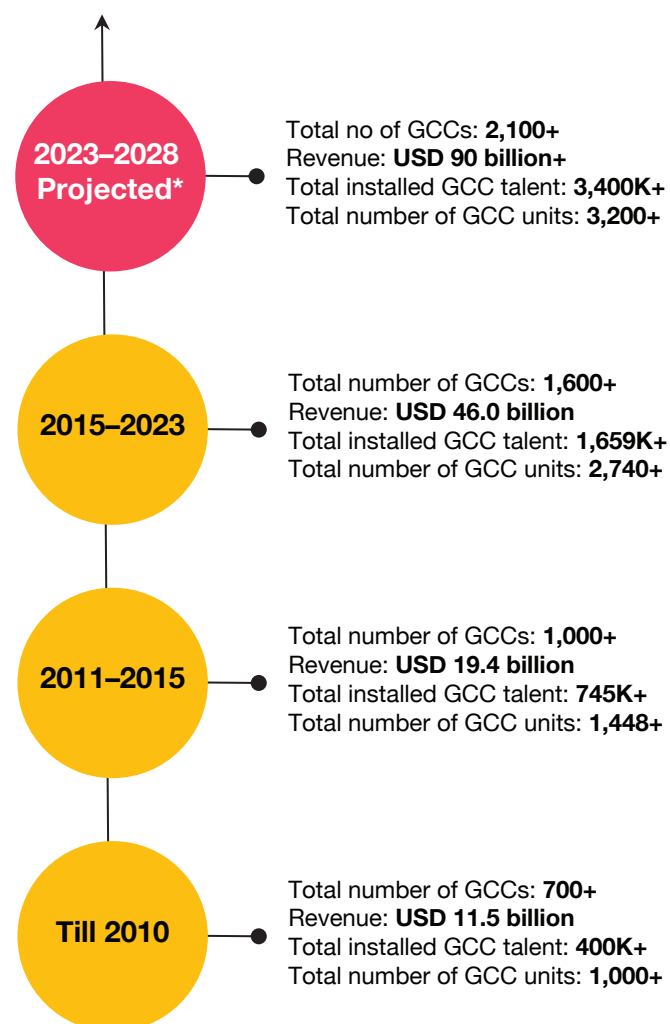 2023–2028
Projected*
Total no of GCCs: 2,100+
Revenue: USD 90 billion+
Total installed GCC talent: 3,400K+
Total number of GCC units: 3,200+
2015–2023
Total number of GCCs: 1,600+
Revenue: USD 46.0 billion
Total installed GCC talent: 1,659K+
Total number of GCC units: 2,740+
2011–2015
Total number of GCCs: 1,000+
Revenue: USD 19.4 billion
Total installed GCC talent: 745K+
Total number of GCC units: 1,448+
Till 2010
Total number of GCCs: 700+
Revenue: USD 11.5 billion
Total installed GCC talent: 400K+
Total number of GCC units: 1,000+